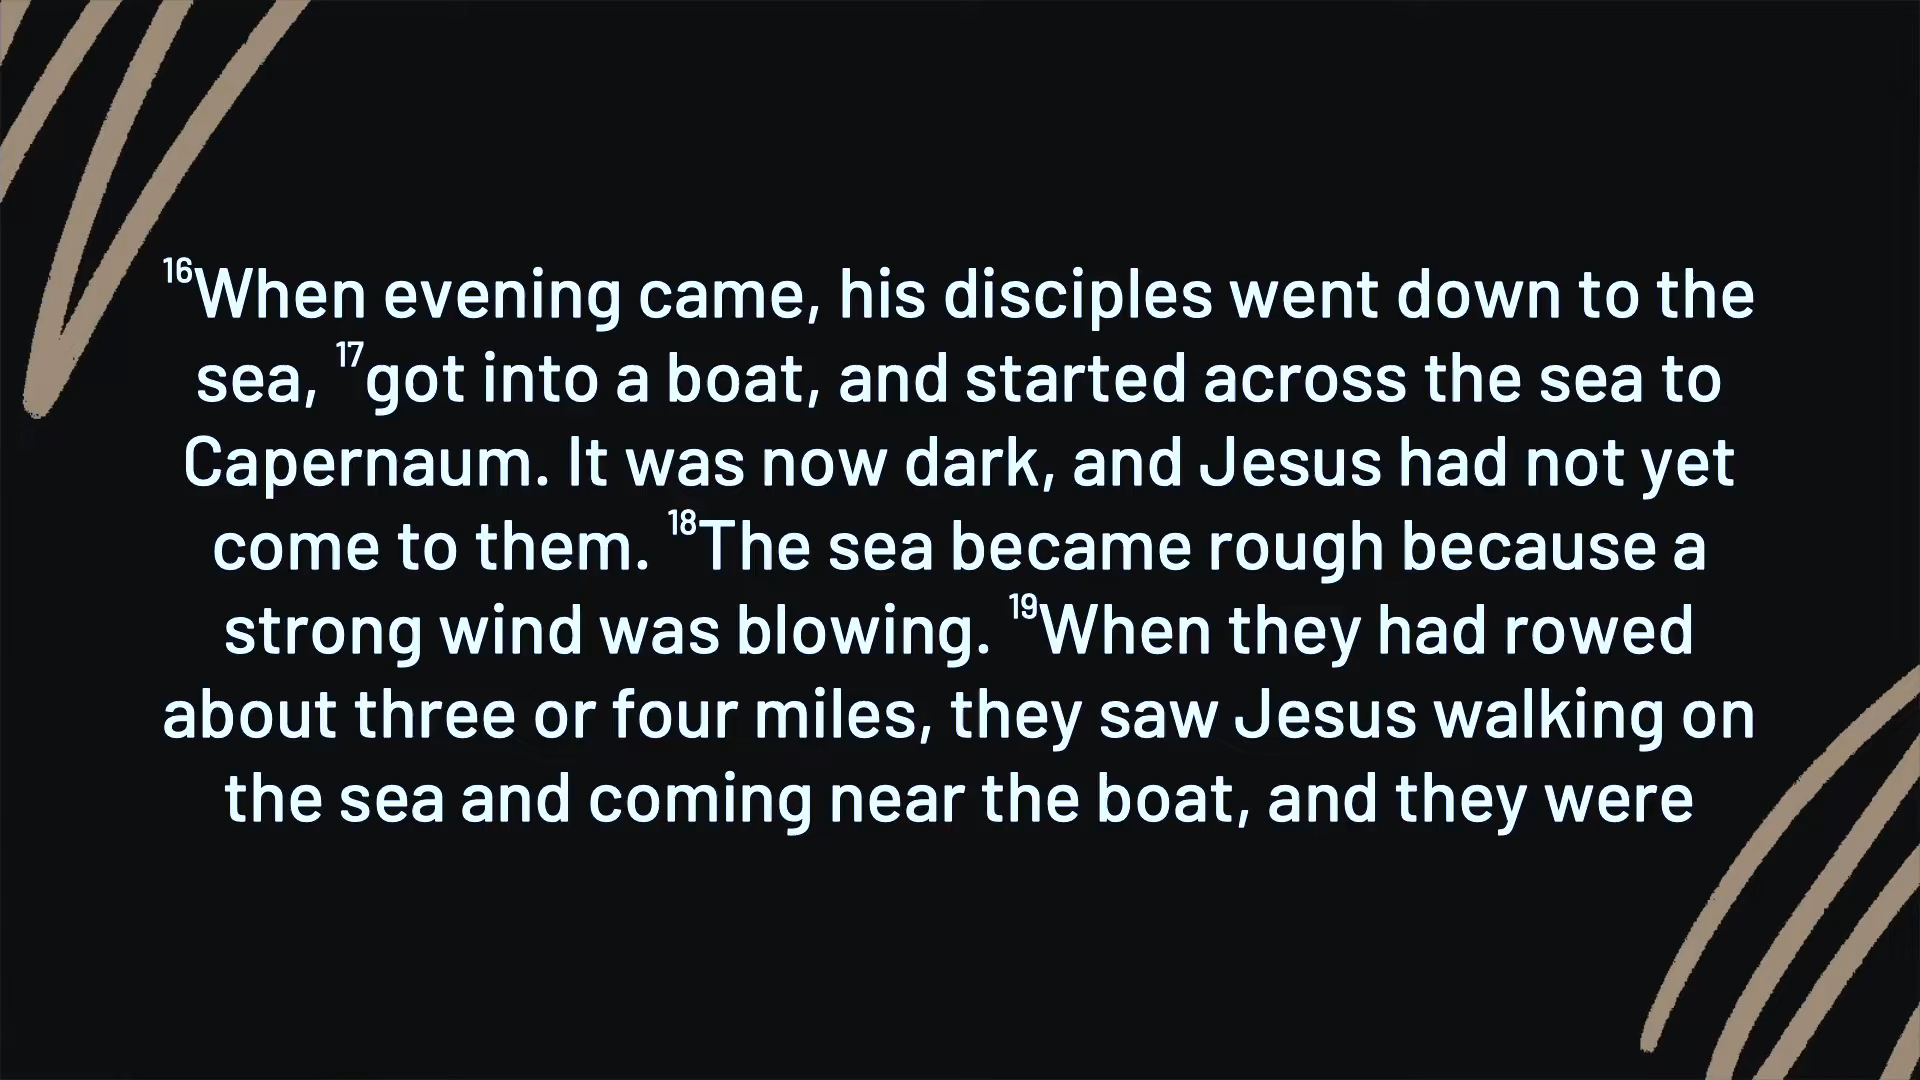 16When evening came, his disciples went down to the
sea, 17got into a boat, and started across the sea to
Capernaum. It was now dark, and Jesus had not yet
come to them. 18The sea became rough because a
strong wind was blowing. 19When they had rowed
about three or four miles, they saw Jesus walking on
the sea and coming near the boat, and they were